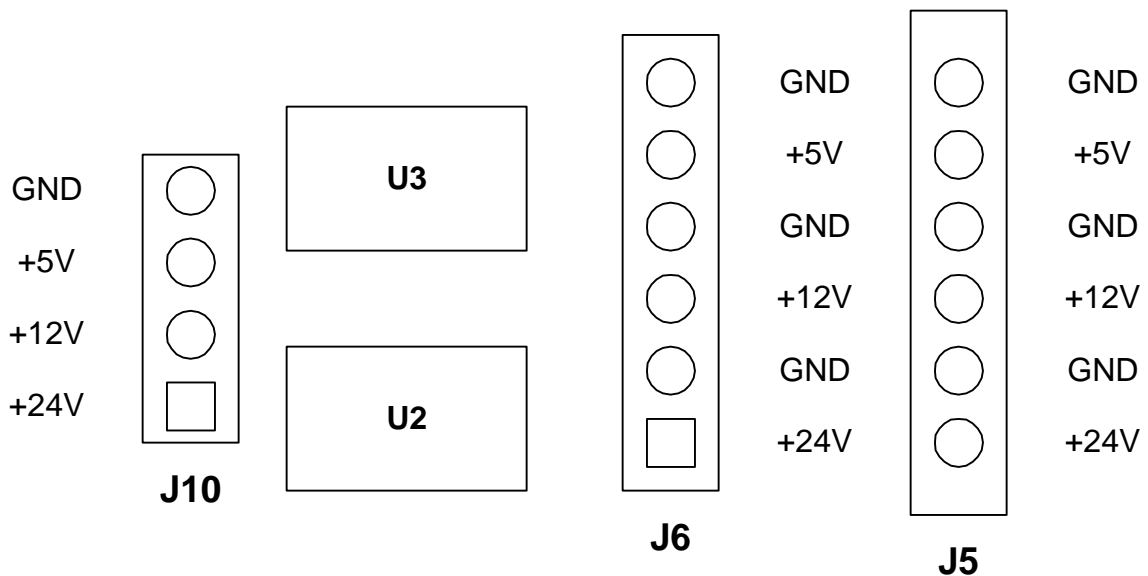 GND
+5V
+12V
+24V
J10
U3
U2
GND
+5V
GND
+12V
GND
+24V
J6
GND
+5V
GND
+12V
GND
+24V
J5